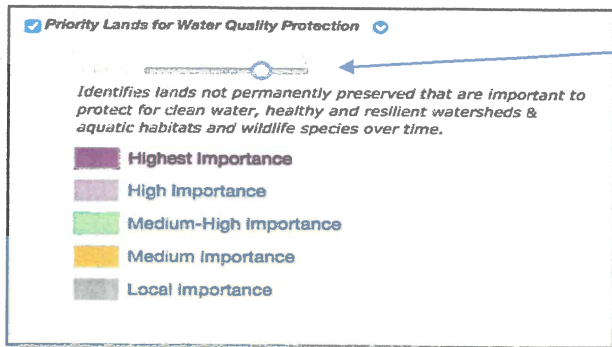 Priority Lands for Water Quality Protection
Identifies lands not permanently preserved that are important to
protect for clean water, healthy and resilient watersheds &
aquatic habitats and wildlife species over time.
Highest Importance
High Importance
Medium-High Importance
Medium Importance
Local Importance